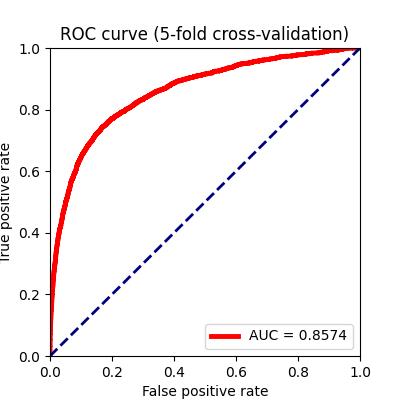 ROC curve (5-fold cross-validation)
True positive rate
1.0
0.8
0.6
0.4
0.2
0.0
0.0 0.2 0.4 0.6 0.8 1.0
False positive rate
AUC = 0.8574